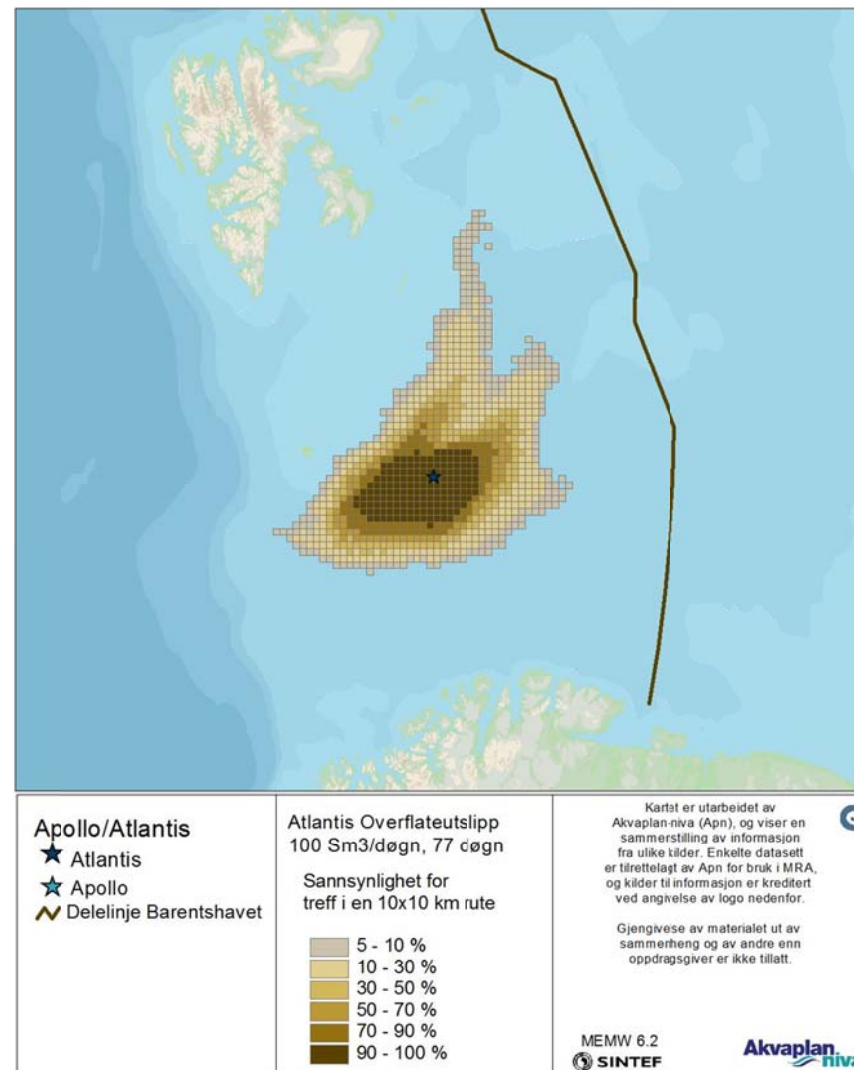 Apollo/Atlantis
Atlantis
Apollo
Delelinje Barentshavet
Atlantis Overflateutslipp
100 Sm3/døgn, 77 døgn
Sannsynlighet for
treff i en 10x10 km rute
5 - 10 %
10 - 30 %
30 - 50 %
50 - 70 %
70 - 90 %
90 - 100 %
Kartet er utarbeidet av
Akvaplan-niva (Apn), og viser en
sammerstilling av informasjon
fra ulike kilder. Enkelte datasett
er tilrettelagt av Apn for bruk i MRA,
og kilder til informasjon er kreditert
ved angivelse av logo nedenfor.
Gjengivese av materialet ut av
sammerheng og av andre enn
oppdragsgiver er ikke tillatt.
MEMW 6.2
SINTEF
Akvaplan
niva